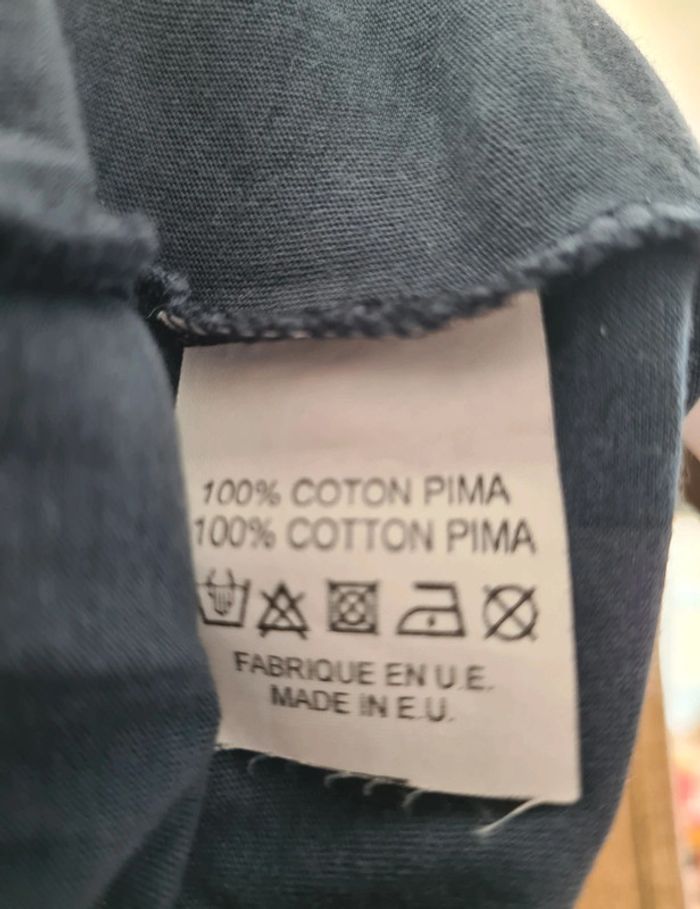 100% COTON PIMA
100% COTTON PIMA
FABRIQUE EN U.E.
MADE IN E.U.